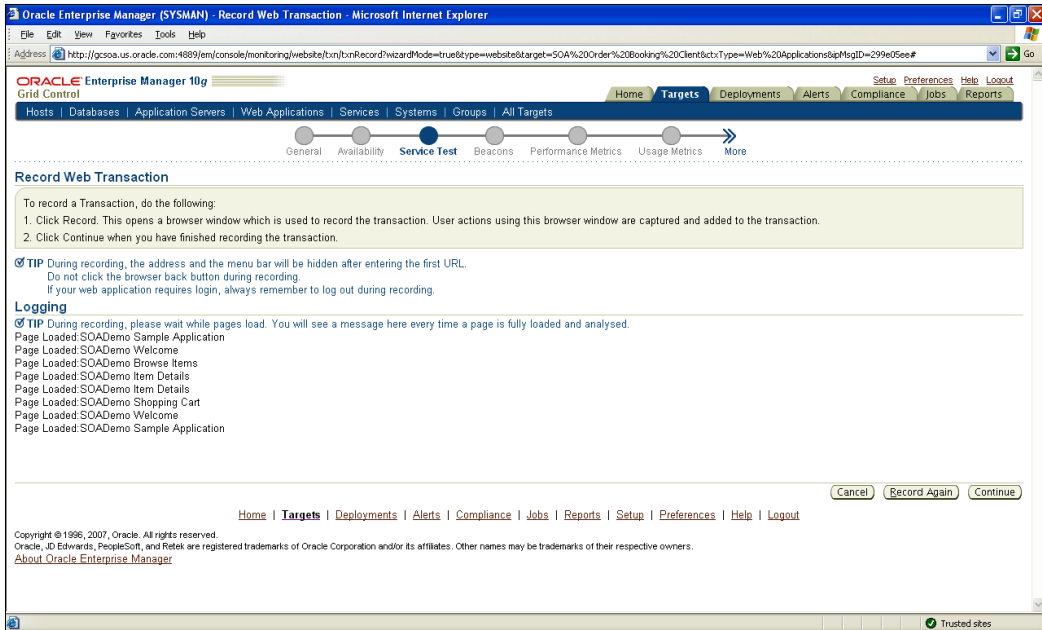 Oracle Enterprise Manager (SYSMAN) - Record Web Transaction - Microsoft Internet Explorer
File Edit View Favorites Tools Help
Address http://gcsoa.us.oracle.com:4889/em/console/monitoring/website/txn/txnRecord?wizardMode=true&type=website&target=SOA%20Order%20Booking%20Client&ctxType=Web%20Applications&ipMsgID=299e05ee# Go
ORACLE Enterprise Manager 10g
Grid Control
Setup Preferences Help Logout
Home Targets Deployments Alerts Compliance Jobs Reports
Hosts | Databases | Application Servers | Web Applications | Services | Systems | Groups | All Targets
General Availability Service Test Beacons Performance Metrics Usage Metrics More
Record Web Transaction
To record a Transaction, do the following:
1. Click Record. This opens a browser window which is used to record the transaction. User actions using this browser window are captured and added to the transaction.
2. Click Continue when you have finished recording the transaction.
TIP During recording, the address and the menu bar will be hidden after entering the first URL.
Do not click the browser back button during recording.
If your web application requires login, always remember to log out during recording.
Logging
TIP During recording, please wait while pages load. You will see a message here every time a page is fully loaded and analysed.
Page Loaded:SOADemo Sample Application
Page Loaded:SOADemo Welcome
Page Loaded:SOADemo Browse Items
Page Loaded:SOADemo Item Details
Page Loaded:SOADemo Item Details
Page Loaded:SOADemo Shopping Cart
Page Loaded:SOADemo Welcome
Page Loaded:SOADemo Sample Application
Cancel Record Again Continue
Home | Targets | Deployments | Alerts | Compliance | Jobs | Reports | Setup | Preferences | Help | Logout
Copyright © 1996, 2007, Oracle. All rights reserved.
Oracle, JD Edwards, PeopleSoft, and Retek are registered trademarks of Oracle Corporation and/or its affiliates. Other names may be trademarks of their respective owners.
About Oracle Enterprise Manager
Trusted sites